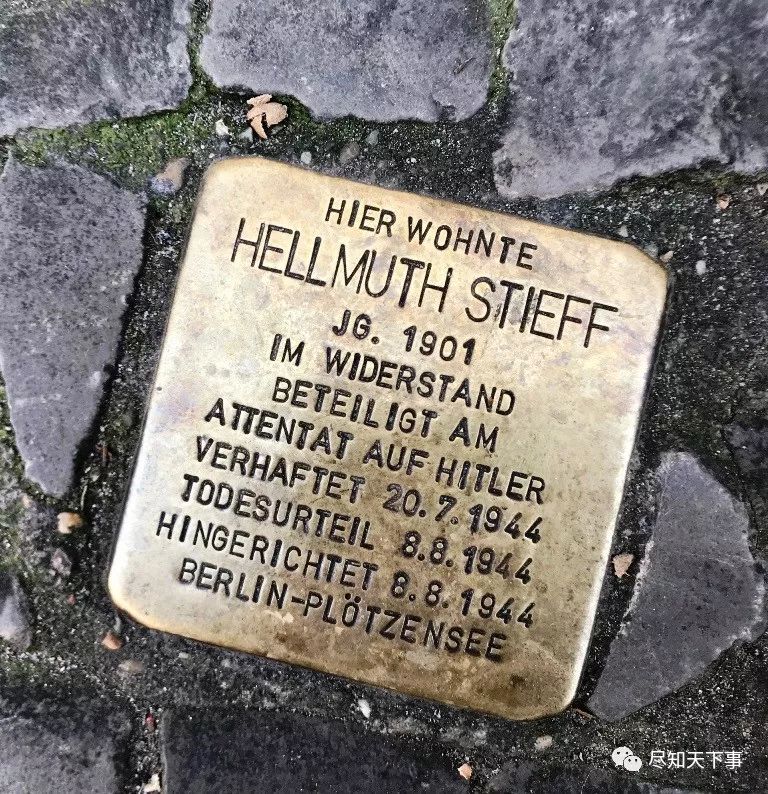 HIER WOHNTE
HELLMUTH STIEFF
JG. 1901
IM WIDERSTAND
BETEILIGT AM
ATTENTAT AUF HITLER
VERHAFTET 20.7.1944
TODESURTEIL 8.8.1944
HINGERICHTET 8.8.1944
BERLIN-PLÖTZENSEE
尽知天下事